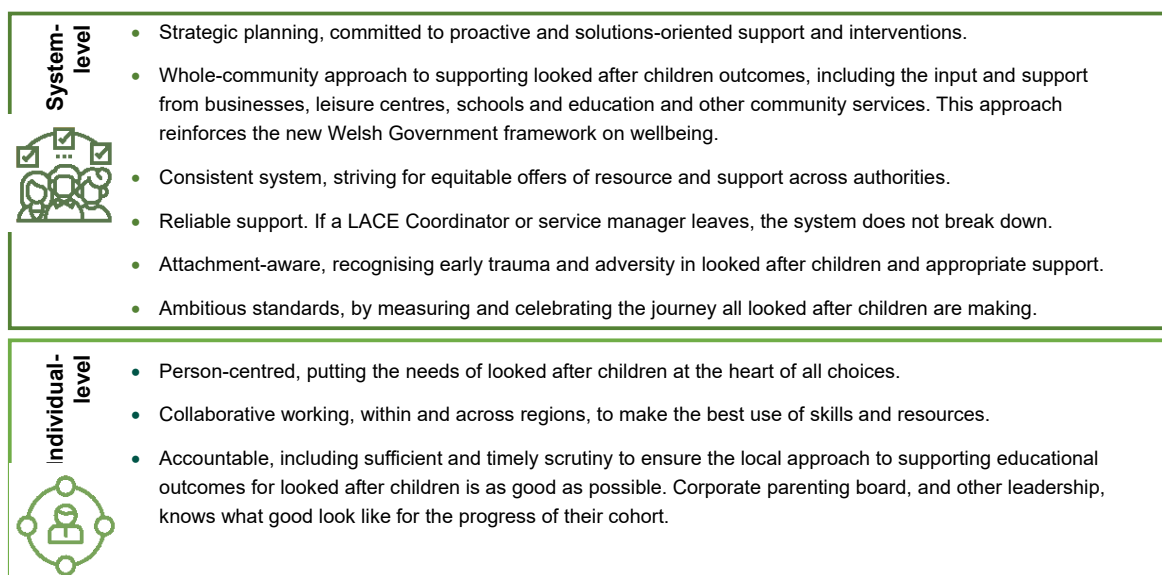 System-
level
• Strategic planning, committed to proactive and solutions-oriented support and interventions.
• Whole-community approach to supporting looked after children outcomes, including the input and support
from businesses, leisure centres, schools and education and other community services. This approach
reinforces the new Welsh Government framework on wellbeing.
• Consistent system, striving for equitable offers of resource and support across authorities.
• Reliable support. If a LACE Coordinator or service manager leaves, the system does not break down.
• Attachment-aware, recognising early trauma and adversity in looked after children and appropriate support.
• Ambitious standards, by measuring and celebrating the journey all looked after children are making.
Individual-
level
• Person-centred, putting the needs of looked after children at the heart of all choices.
• Collaborative working, within and across regions, to make the best use of skills and resources.
• Accountable, including sufficient and timely scrutiny to ensure the local approach to supporting educational
outcomes for looked after children is as good as possible. Corporate parenting board, and other leadership,
knows what good look like for the progress of their cohort.